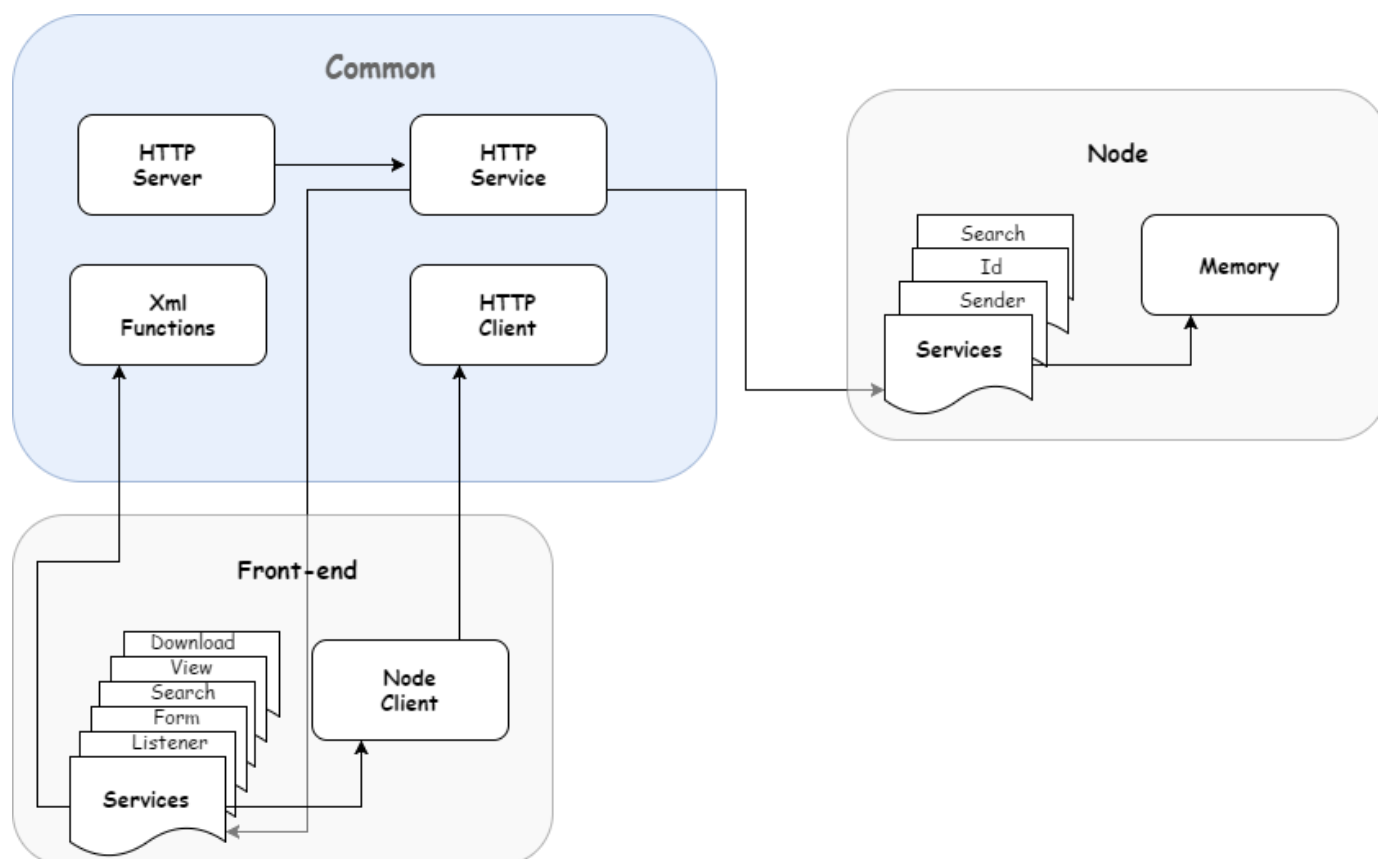 Common
HTTP
Server
HTTP
Service
Xml
Functions
HTTP
Client
Node
Search
Id
Sender
Services
Memory
Front-end
Download
View
Search
Form
Listener
Services
Node
Client